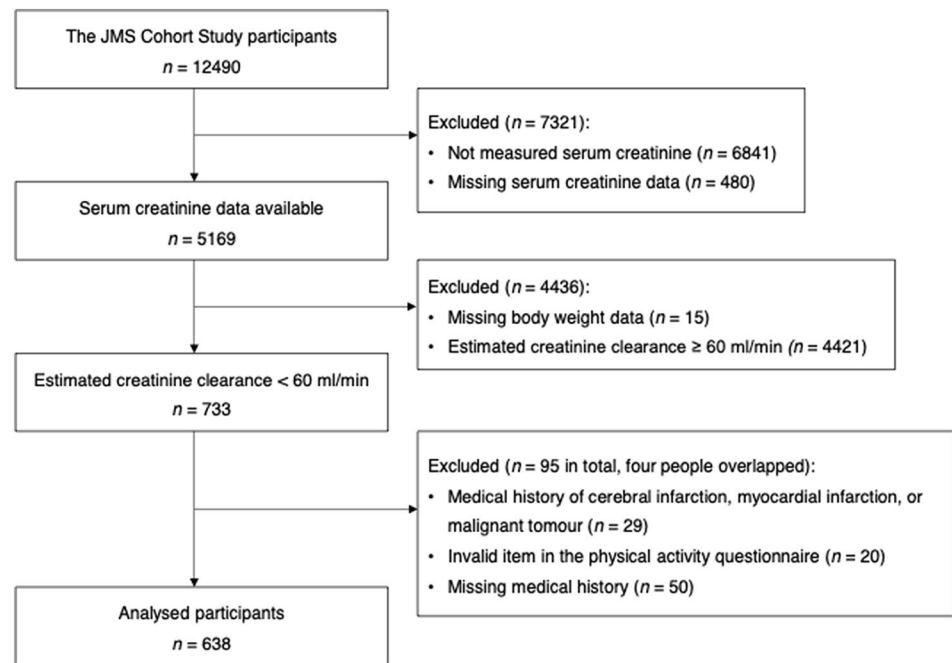 The JMS Cohort Study participants
n = 12490
Excluded (n = 7321):
• Not measured serum creatinine (n = 6841)
• Missing serum creatinine data (n = 480)
Serum creatinine data available
n = 5169
Excluded (n = 4436):
• Missing body weight data (n = 15)
• Estimated creatinine clearance ≥ 60 ml/min (n = 4421)
Estimated creatinine clearance < 60 ml/min
n = 733
Excluded (n = 95 in total, four people overlapped):
• Medical history of cerebral infarction, myocardial infarction, or
malignant tomour (n = 29)
• Invalid item in the physical activity questionnaire (n = 20)
• Missing medical history (n = 50)
Analysed participants
n = 638